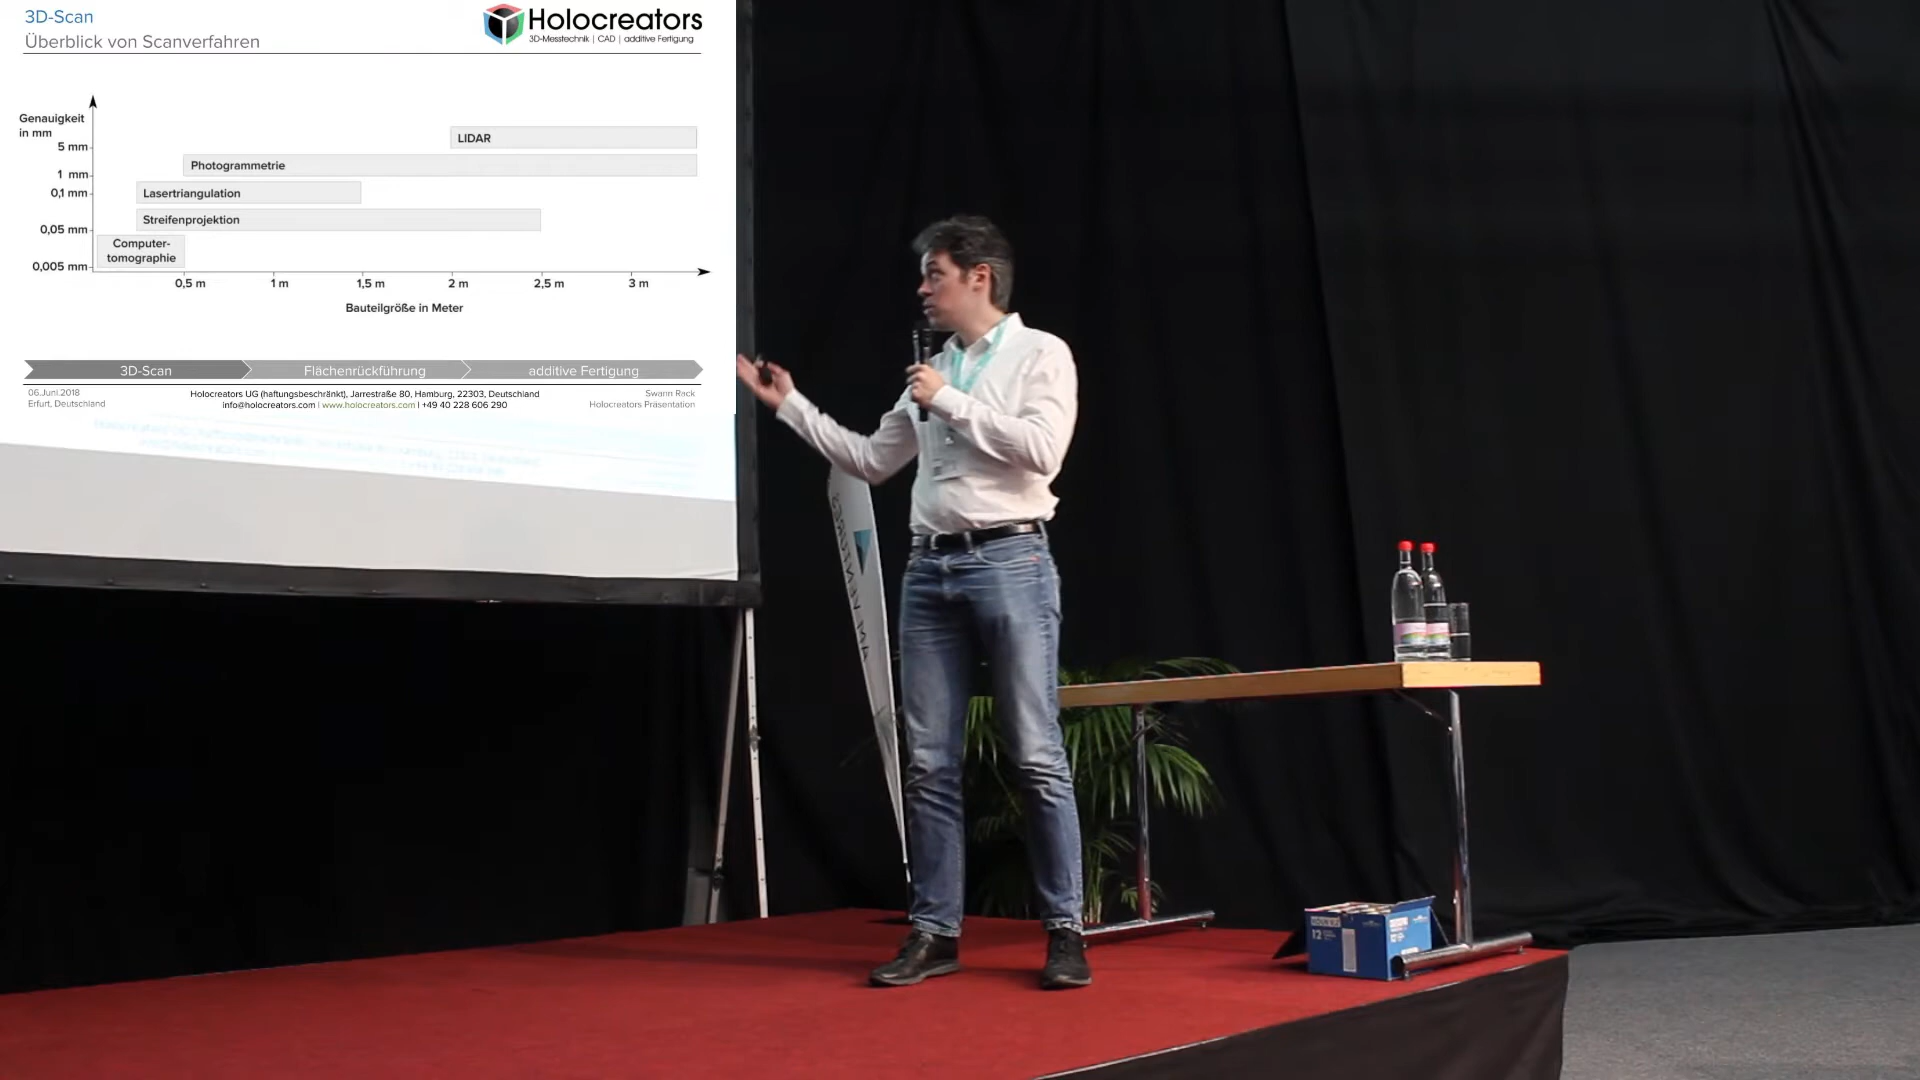 3D-Scan
Überblick von Scanverfahren
Holocreators
3D-Messtechnik | CAD | additive Fertigung
Genauigkeit
in mm
5 mm
1 mm
0,1 mm
0,05 mm
0,005 mm
LIDAR
Photogrammetrie
Lasertriangulation
Streifenprojektion
Computer-
tomographie
0,5 m
1 m
1,5 m
2 m
2,5 m
3 m
Bauteilgröße in Meter
3D-Scan
Flächenrückführung
additive Fertigung
06.Juni.2018
Erfurt, Deutschland
Holocreators UG (haftungsbeschränkt), Jarrestraße 80, Hamburg, 22303, Deutschland
info@holocreators.com | www.holocreators.com | +49 40 228 606 290
Swann Rack
Holocreators Präsentation
AM VENTURES
12